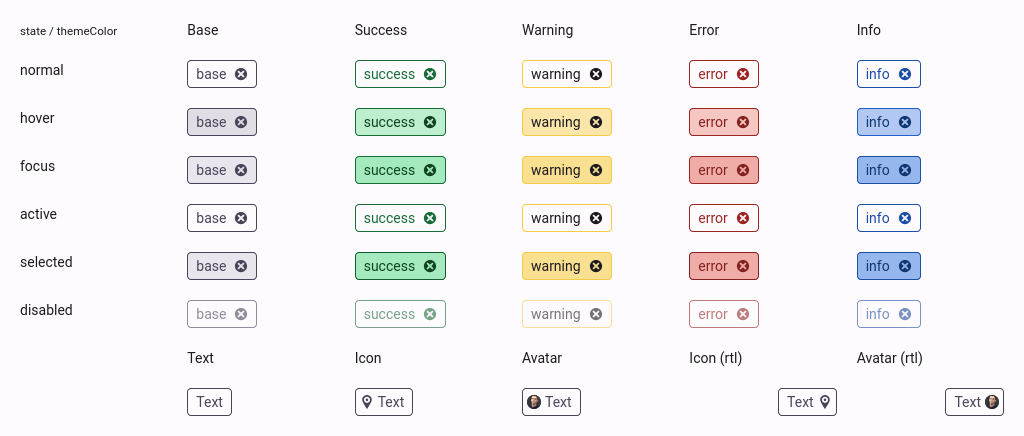 state / themeColor Base Success Warning Error Info
normal base success warning error info
hover base success warning error info
focus base success warning error info
active base success warning error info
selected base success warning error info
disabled base success warning error info
Text Icon Avatar Icon (rtl) Avatar (rtl)
Text Text Text Text Text